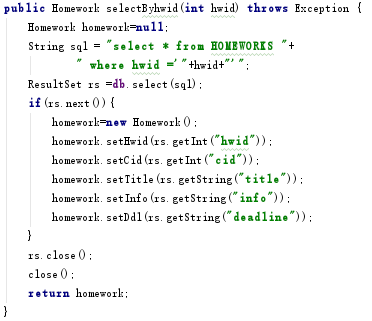 public Homework selectByhwid(int hwid) throws Exception {
Homework homework=null;
String sql = "select * from HOMEWORKS "+
" where hwid ='"+hwid+"'";
ResultSet rs =db.select(sql);
if(rs.next()){
homework=new Homework();
homework.setHwid(rs.getInt("hwid"));
homework.setCid(rs.getInt("cid"));
homework.setTitle(rs.getString("title"));
homework.setInfo(rs.getString("info"));
homework.setDdl(rs.getString("deadline"));
}
rs.close();
close();
return homework;
}